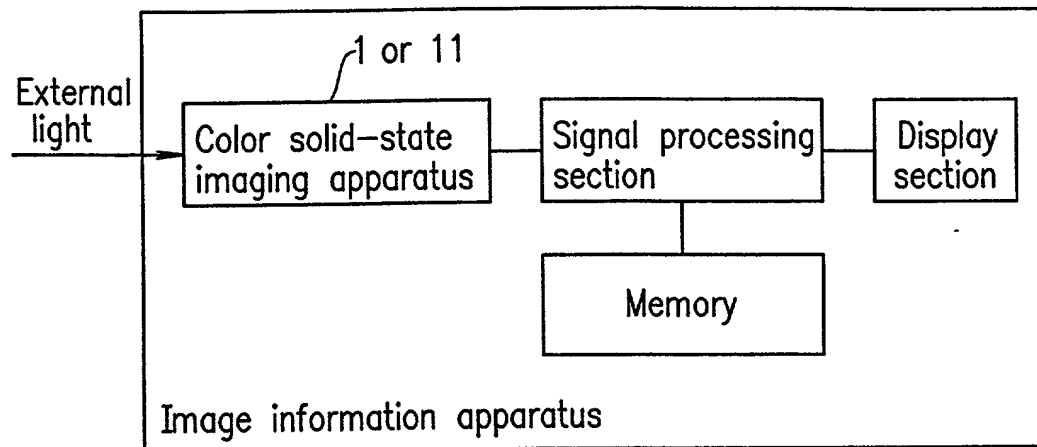 1 or 11
External
light
Color solid-state
imaging apparatus
Signal processing
section
Display
section
Memory
Image information apparatus